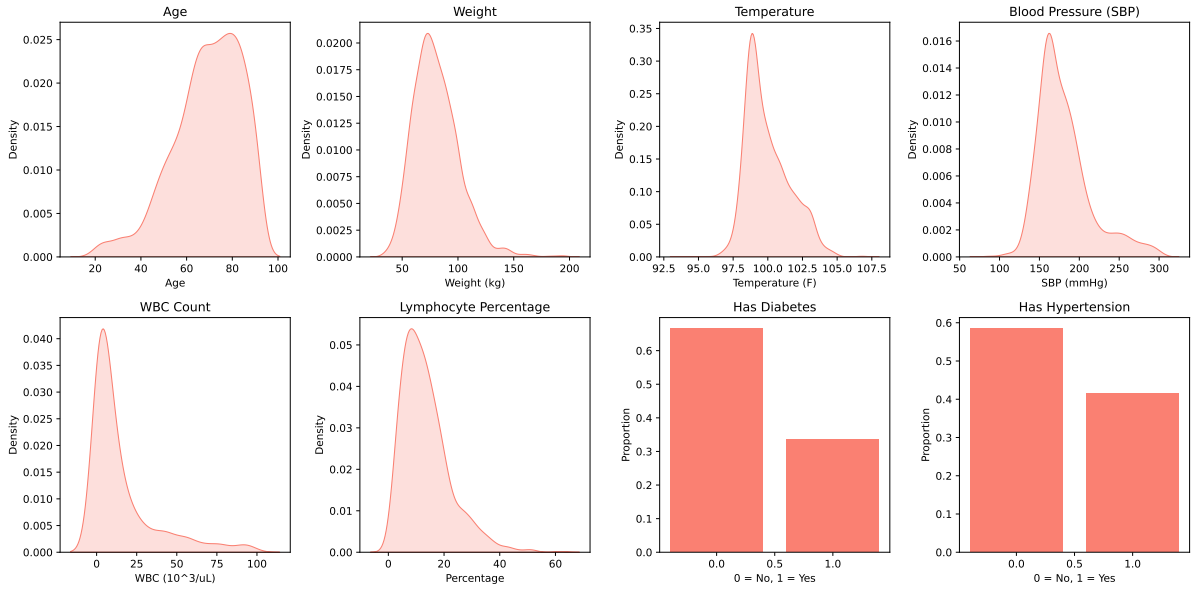 Age
Density
0.025
0.020
0.015
0.010
0.005
0.000
20 40 60 80 100
Age
Weight
Density
0.0200
0.0175
0.0150
0.0125
0.0100
0.0075
0.0050
0.0025
0.0000
50 100 150 200
Weight (kg)
Temperature
Density
0.35
0.30
0.25
0.20
0.15
0.10
0.05
0.00
92.5 95.0 97.5 100.0 102.5 105.0 107.5
Temperature (F)
Blood Pressure (SBP)
Density
0.016
0.014
0.012
0.010
0.008
0.006
0.004
0.002
0.000
50 100 150 200 250 300
SBP (mmHg)
WBC Count
Density
0.040
0.035
0.030
0.025
0.020
0.015
0.010
0.005
0.000
0 25 50 75 100
WBC (10^3/uL)
Lymphocyte Percentage
Density
0.05
0.04
0.03
0.02
0.01
0.00
0 20 40 60
Percentage
Has Diabetes
Proportion
0.6
0.5
0.4
0.3
0.2
0.1
0.0
0.0 0.5 1.0
0 = No, 1 = Yes
Has Hypertension
Proportion
0.6
0.5
0.4
0.3
0.2
0.1
0.0
0.0 0.5 1.0
0 = No, 1 = Yes